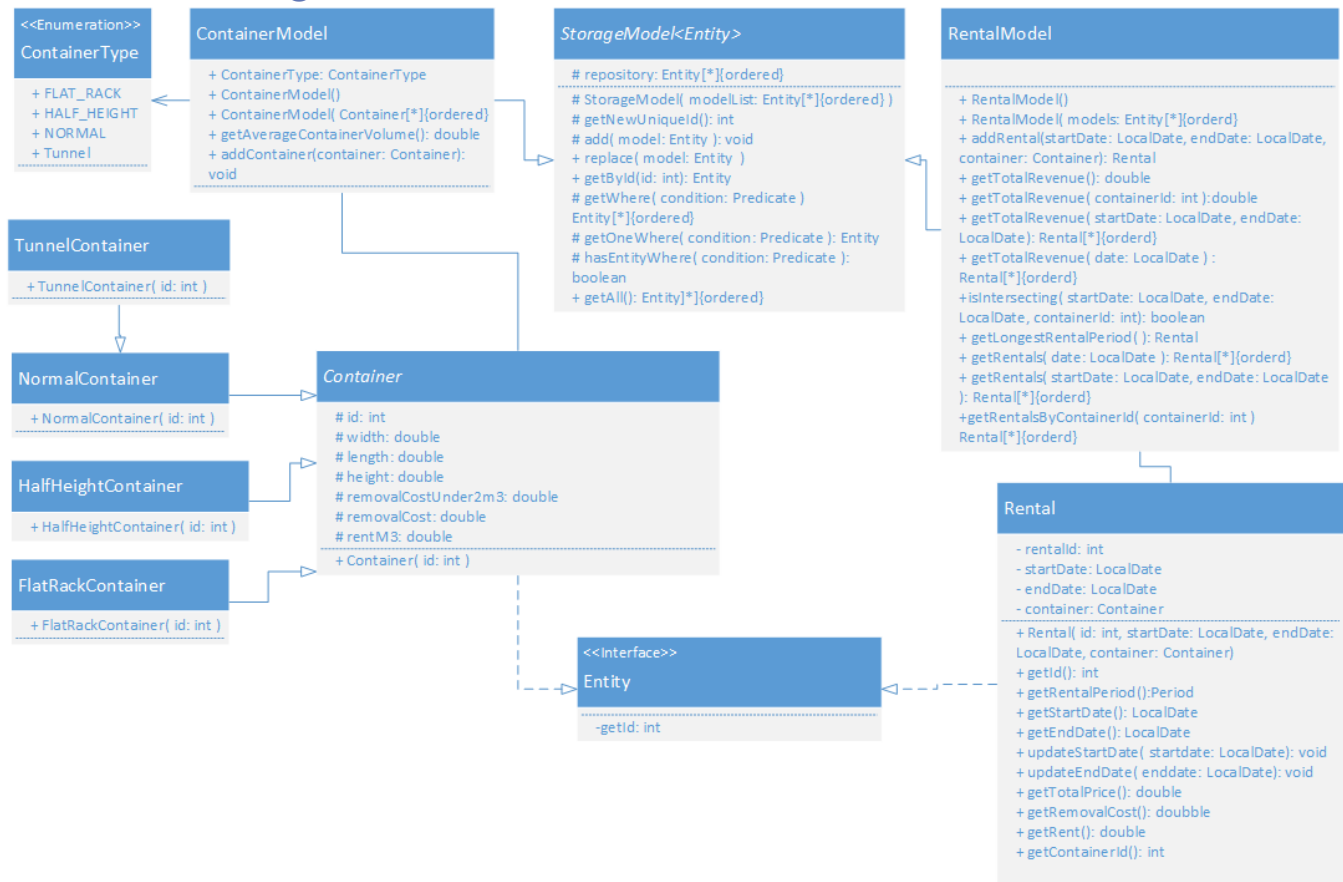 <<Enumeration>>
ContainerType
+ FLAT_RACK
+ HALF_HEIGHT
+ NORMAL
+ Tunnel
ContainerModel
+ ContainerType: ContainerType
+ ContainerModel()
+ ContainerModel( Container[*]{ordered}
+ getAverageContainerVolume(): double
+ addContainer(container: Container):
void
StorageModel<Entity>
# repository: Entity[*]{ordered}
# StorageModel( modelList: Entity[*]{ordered} )
# getNewUniqueId(): int
# add( model: Entity ): void
+ replace( model: Entity )
+ getById(id: int): Entity
# getWhere( condition: Predicate )
Entity[*]{ordered}
# getOneWhere( condition: Predicate ): Entity
# hasEntityWhere( condition: Predicate ):
boolean
+ getAll(): Entity]*]{ordered}
RentalModel
+ RentalModel()
+ RentalModel( models: Entity[*]{ordered}
+ addRental(startDate: LocalDate, endDate: LocalDate,
container: Container): Rental
+ getTotalRevenue(): double
+ getTotalRevenue( containerId: int ):double
+ getTotalRevenue( startDate: LocalDate, endDate:
LocalDate): Rental[*]{orderd}
+ getTotalRevenue( date: LocalDate ) :
Rental[*]{orderd}
+isIntersecting( startDate: LocalDate, endDate:
LocalDate, containerId: int): boolean
+ getLongestRentalPeriod( ): Rental
+ getRentals( date: LocalDate ): Rental[*]{orderd}
+ getRentals( startDate: LocalDate, endDate: LocalDate
): Rental[*]{orderd}
+getRentalsByContainerId( containerId: int )
Rental[*]{orderd}
TunnelContainer
+ TunnelContainer( id: int )
NormalContainer
+ NormalContainer( id: int )
HalfHeightContainer
+ HalfHeightContainer( id: int )
FlatRackContainer
+ FlatRackContainer( id: int )
Container
# id: int
# width: double
# length: double
# height: double
# removalCostUnder2m3: double
# removalCost: double
# rentM3: double
+ Container( id: int )
<<Interface>>
Entity
-getId: int
Rental
- rentalId: int
- startDate: LocalDate
- endDate: LocalDate
- container: Container
+ Rental( id: int, startDate: LocalDate, endDate:
LocalDate, container: Container)
+ getId(): int
+ getRentalPeriod():Period
+ getStartDate(): LocalDate
+ getEndDate(): LocalDate
+ updateStartDate( startdate: LocalDate): void
+ updateEndDate( enddate: LocalDate): void
+ getTotalPrice(): double
+ getRemovalCost(): doubble
+ getRent(): double
+ getContainerId(): int